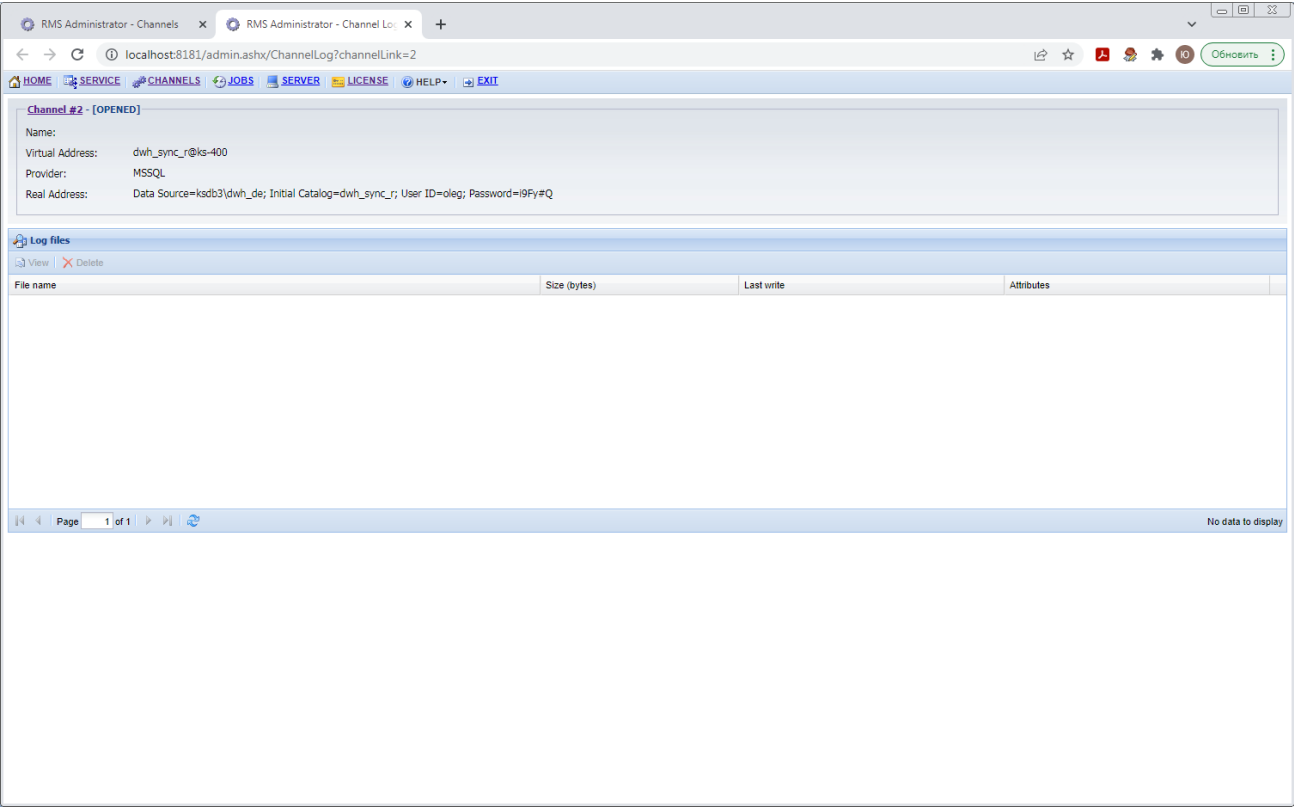 RMS Administrator - Channels
RMS Administrator - Channel Log
localhost:8181/admin.ashx/ChannelLog?channelLink=2
Ю
Обновить
HOME SERVICE CHANNELS JOBS SERVER LICENSE HELP EXIT
Channel #2 - [OPENED]
Name:
Virtual Address: dwh_sync_r@ks-400
Provider: MSSQL
Real Address: Data Source=ksdb3\dwh_de; Initial Catalog=dwh_sync_r; User ID=oleg; Password=i9Fy#Q
Log files
View Delete
File name Size (bytes) Last write Attributes
Page 1 of 1 No data to display